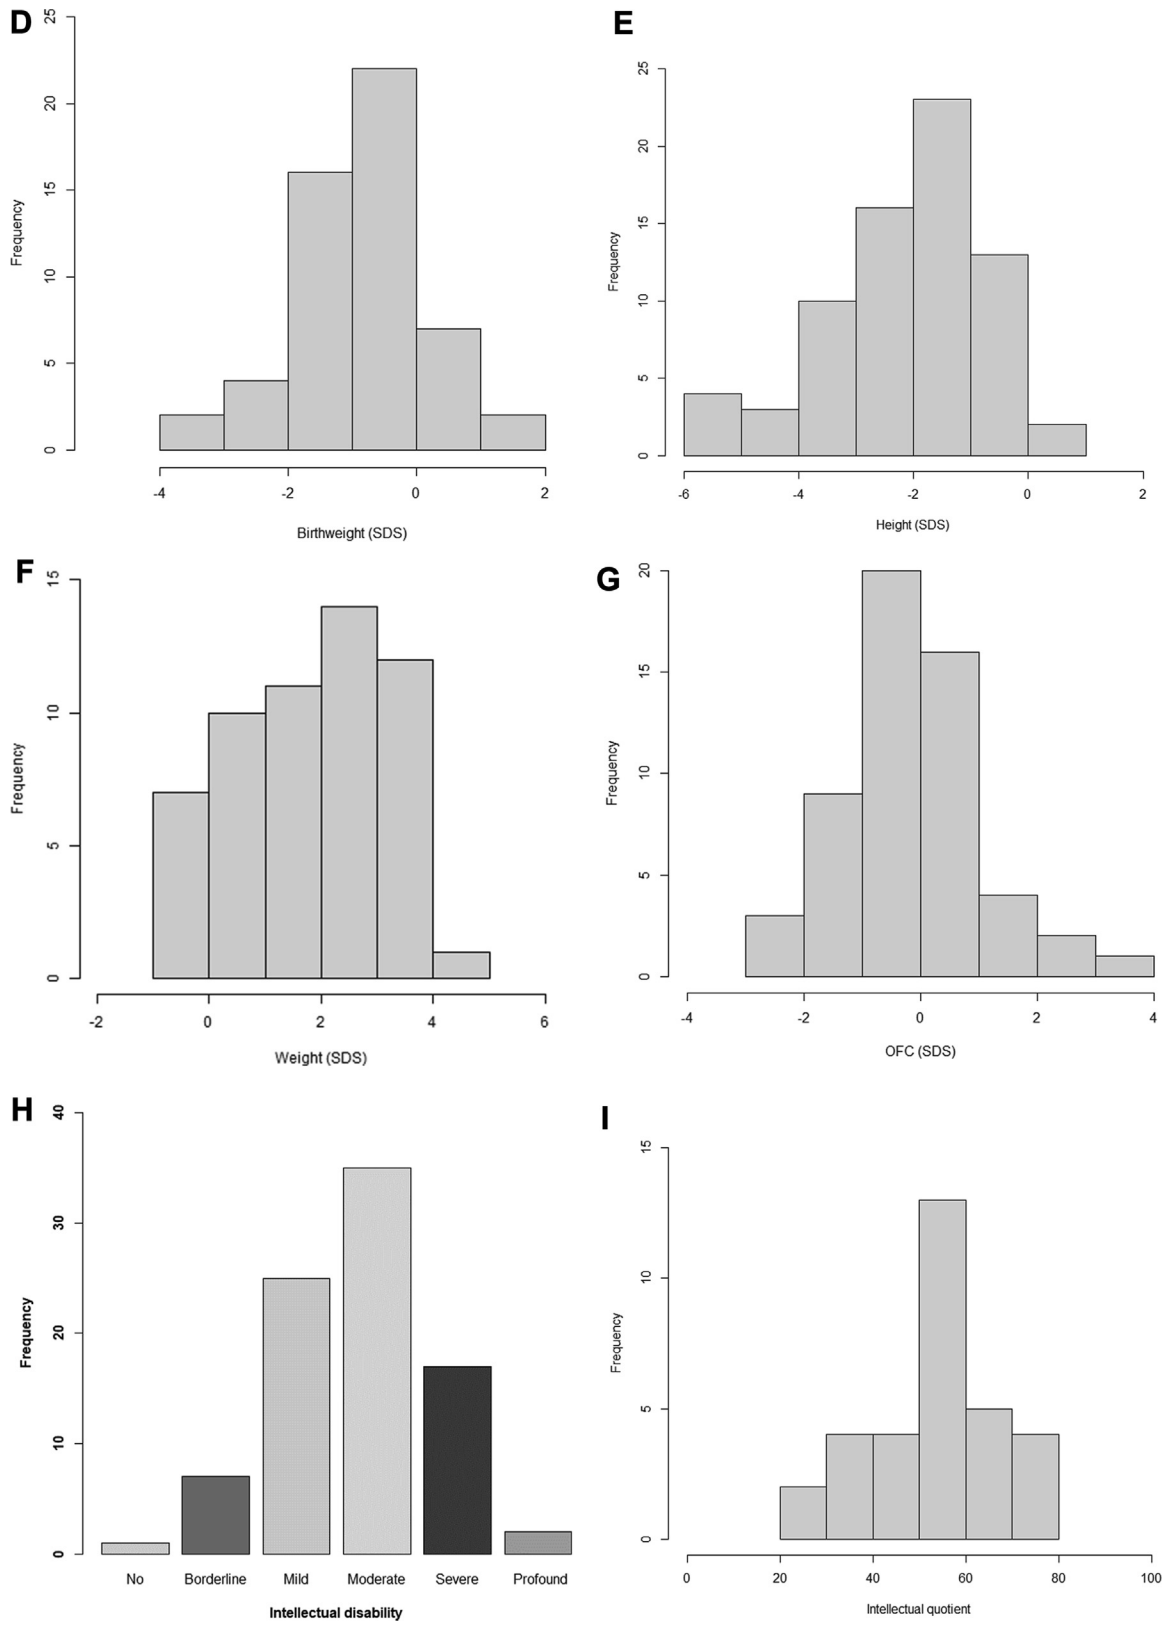 D
25
20
15
10
5
0
Frequency
-4 -2 0 2
Birthweight (SDS)
E
25
20
15
10
5
0
Frequency
-6 -4 -2 0 2
Height (SDS)
F
15
10
5
0
Frequency
-2 0 2 4 6
Weight (SDS)
G
20
15
10
5
0
Frequency
-4 -2 0 2 4
OFC (SDS)
H
40
30
20
10
0
Frequency
No Borderline Mild Moderate Severe Profound
Intellectual disability
I
15
10
5
0
Frequency
0 20 40 60 80 100
Intellectual quotient